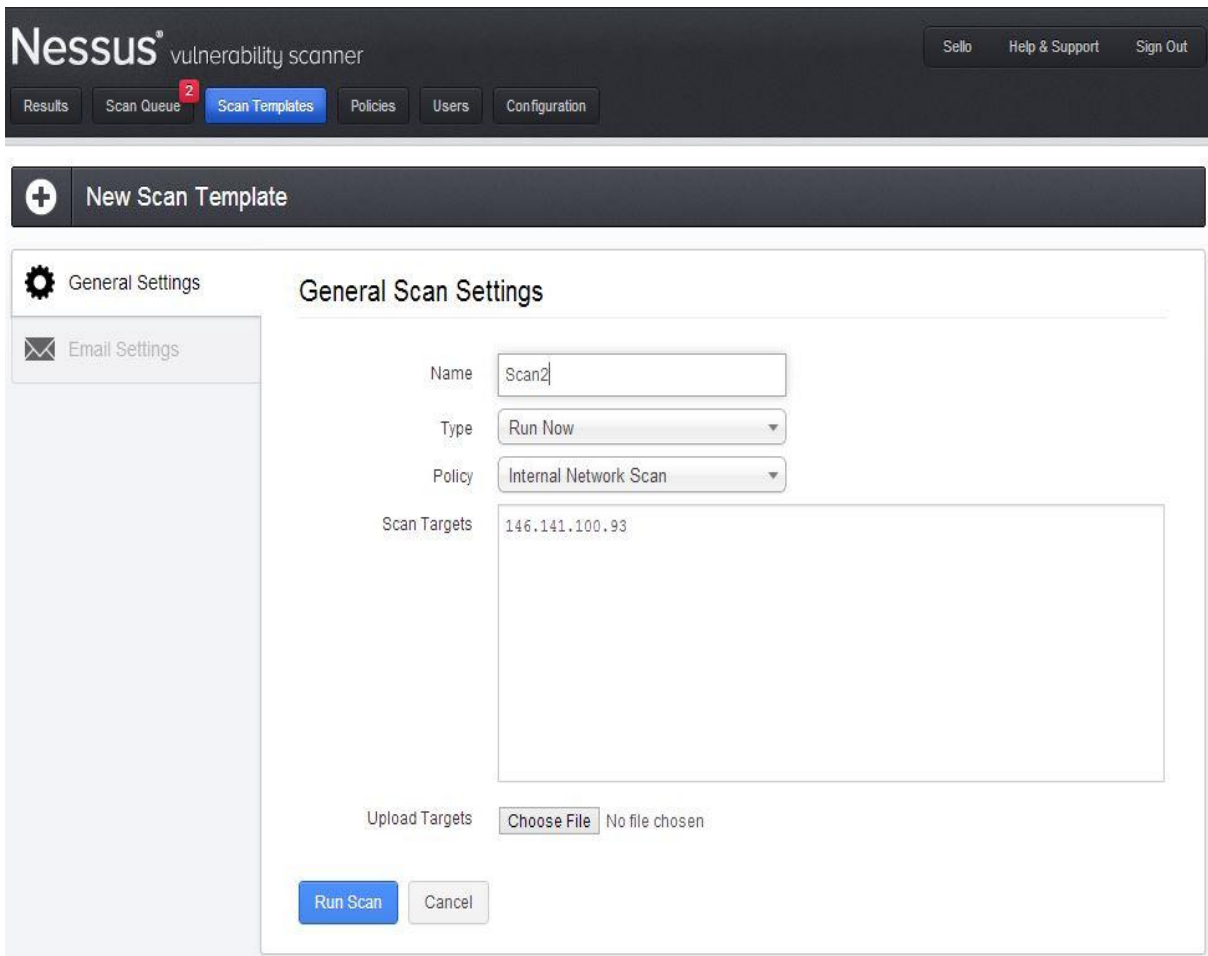 Nessus® vulnerability scanner
Sello Help & Support Sign Out
Results Scan Queue 2 Scan Templates Policies Users Configuration
New Scan Template
General Settings
Email Settings
General Scan Settings
Name Scan2
Type Run Now
Policy Internal Network Scan
Scan Targets 146.141.100.93
Upload Targets Choose File No file chosen
Run Scan Cancel